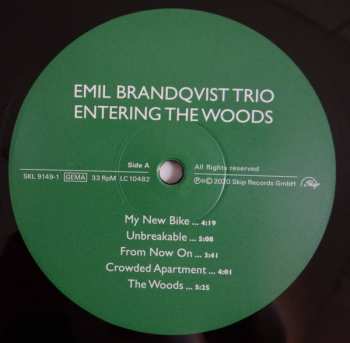 EMIL BRANDQVIST TRIO
ENTERING THE WOODS
Side A
SKL 9149-1 GEMA 33 RpM LC 10482
All Rights reserved
Ⓟ+© 2020 Skip Records GmbH Skip
My New Bike ... 4:19
Unbreakable ... 5:08
From Now On ... 3:41
Crowded Apartment ... 4:01
The Woods ... 5:25